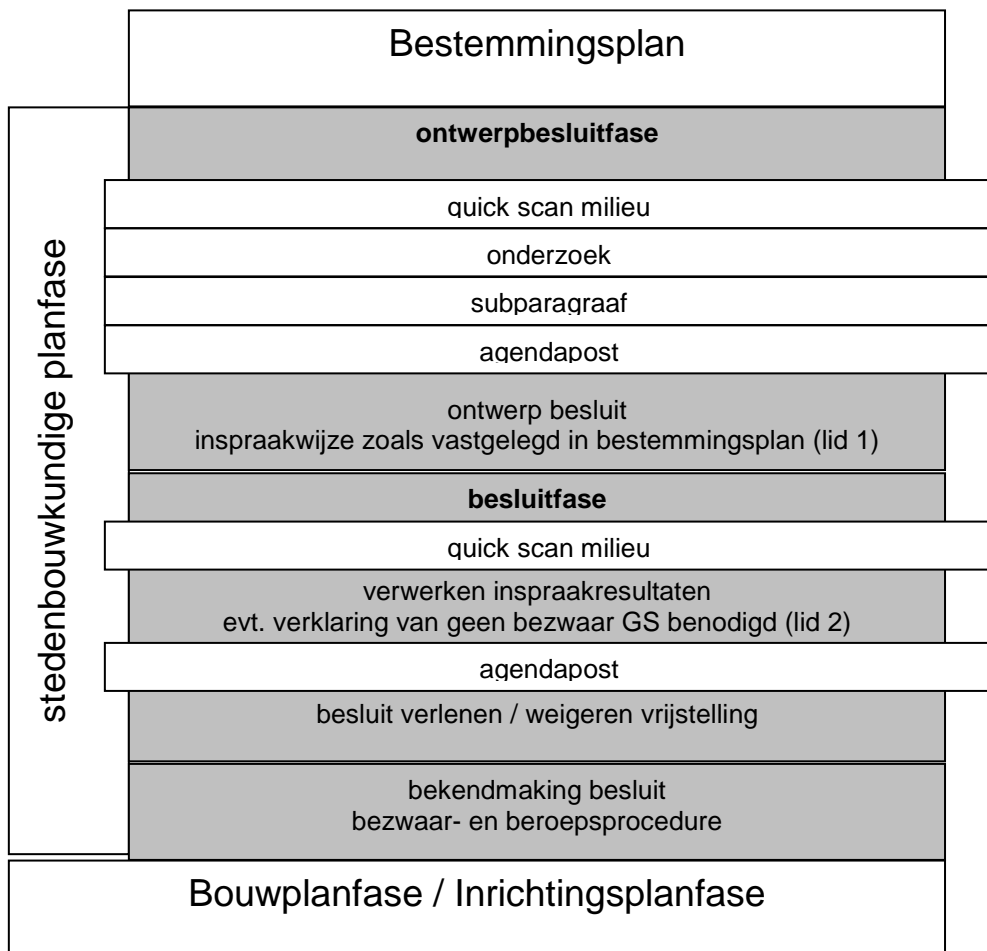 Bestemmingsplan
stedenbouwkundige planfase
ontwerpbesluitfase
quick scan milieu
onderzoek
subparagraaf
agendapost
ontwerp besluit
inspraakwijze zoals vastgelegd in bestemmingsplan (lid 1)
besluitfase
quick scan milieu
verwerken inspraakresultaten
evt. verklaring van geen bezwaar GS benodigd (lid 2)
agendapost
besluit verlenen / weigeren vrijstelling
bekendmaking besluit
bezwaar- en beroepsprocedure
Bouwplanfase / Inrichtingsplanfase